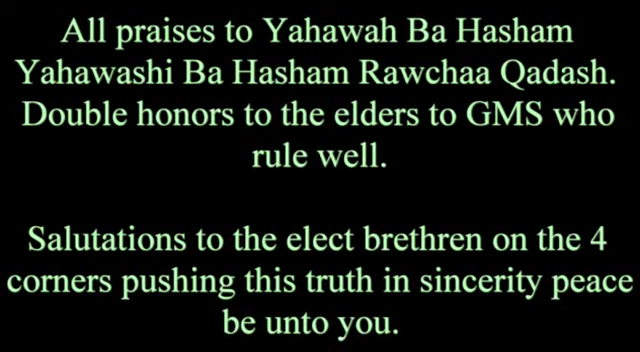 All praises to Yahawah Ba Hasham
Yahawashi Ba Hasham Rawchaa Qadash.
Double honors to the elders to GMS who
rule well.
Salutations to the elect brethren on the 4
corners pushing this truth in sincerity peace
be unto you.